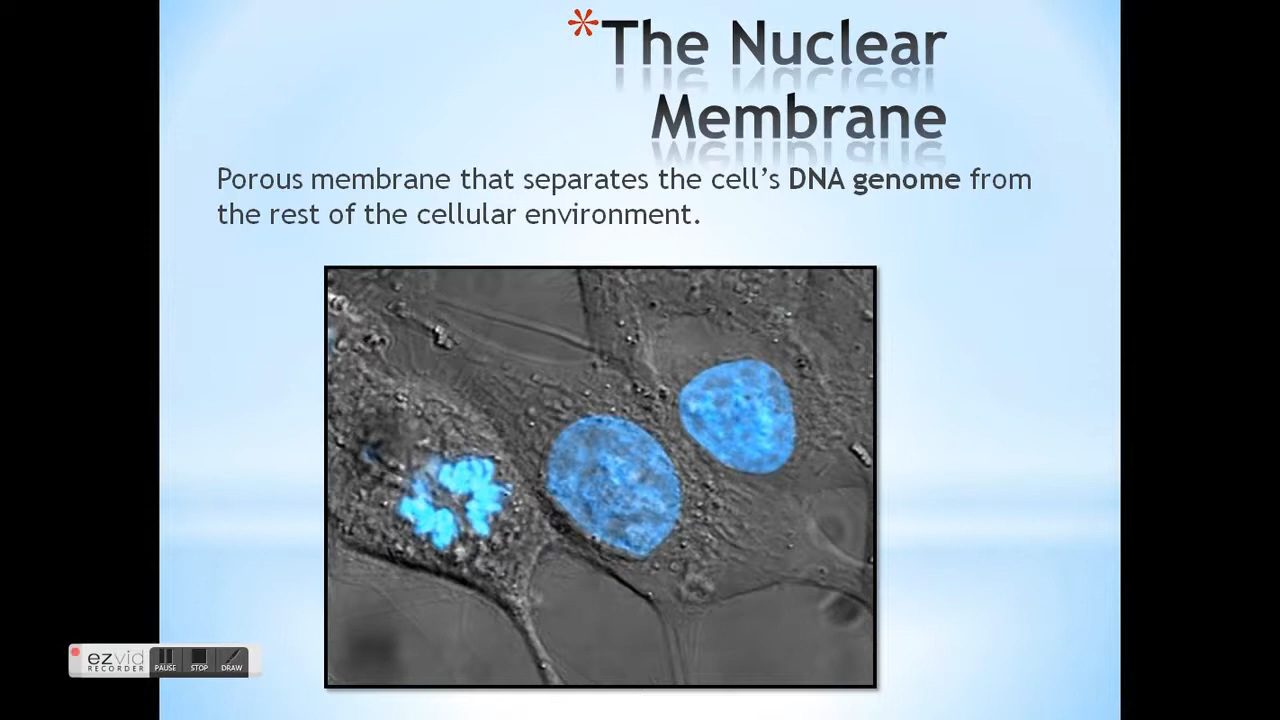 *The Nuclear
Membrane
Porous membrane that separates the cell’s DNA genome from
the rest of the cellular environment.
ezvid
RECORDER
PAUSE
STOP
DRAW